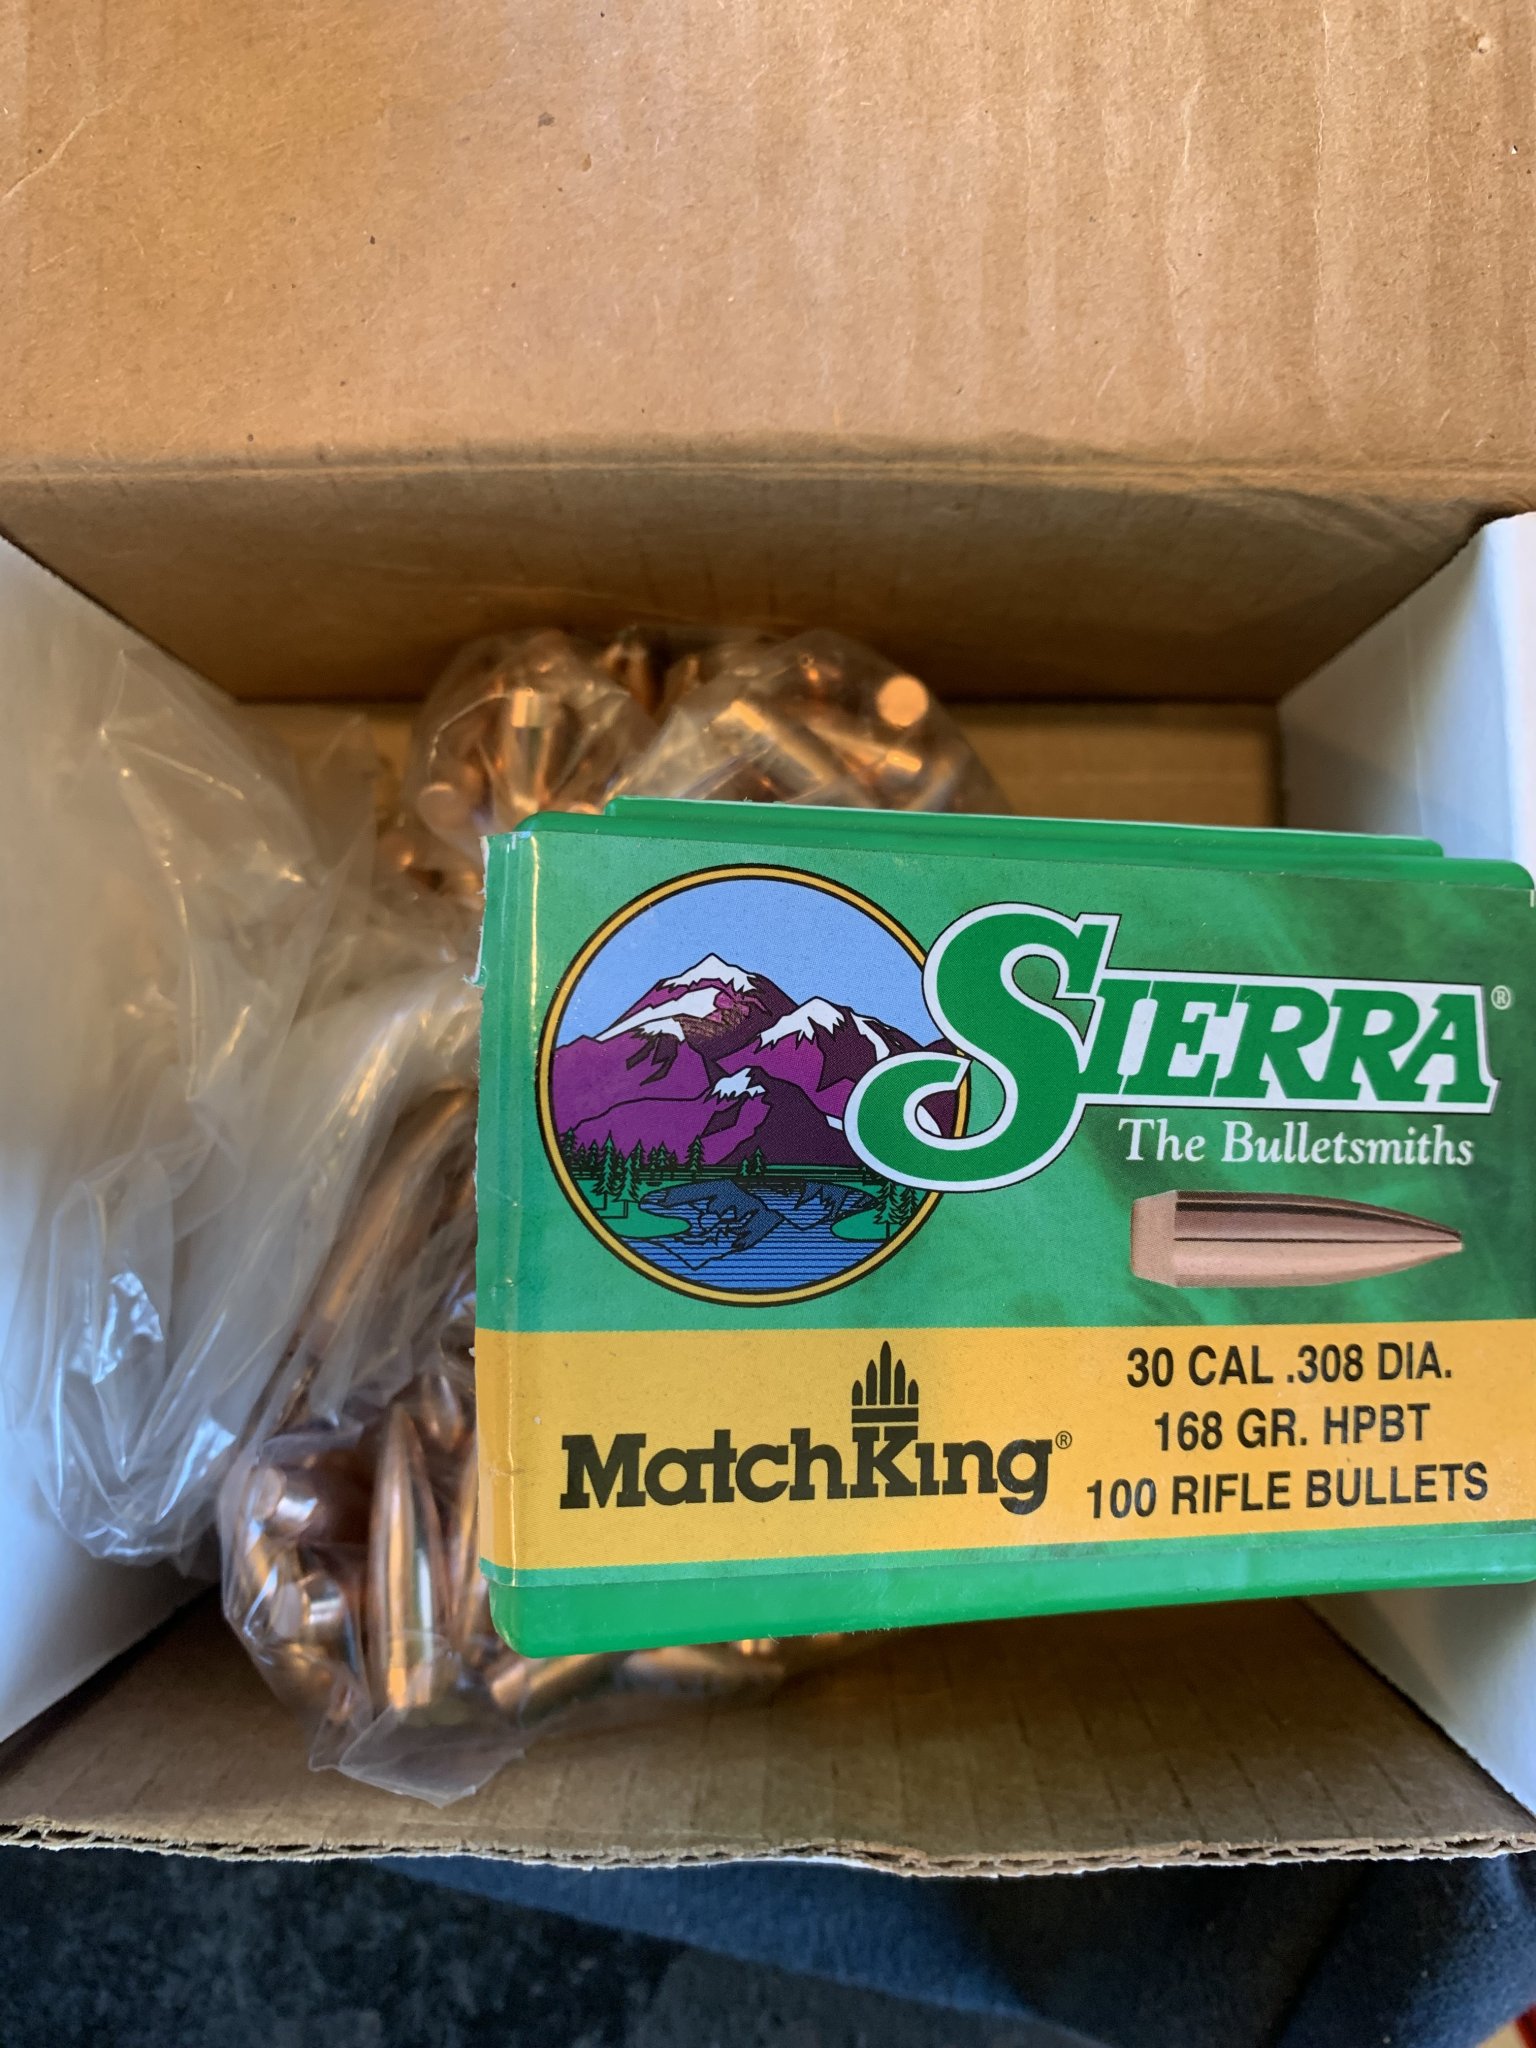 SIERRA®
The Bulletsmiths
MatchKing®
30 CAL .308 DIA.
168 GR. HPBT
100 RIFLE BULLETS